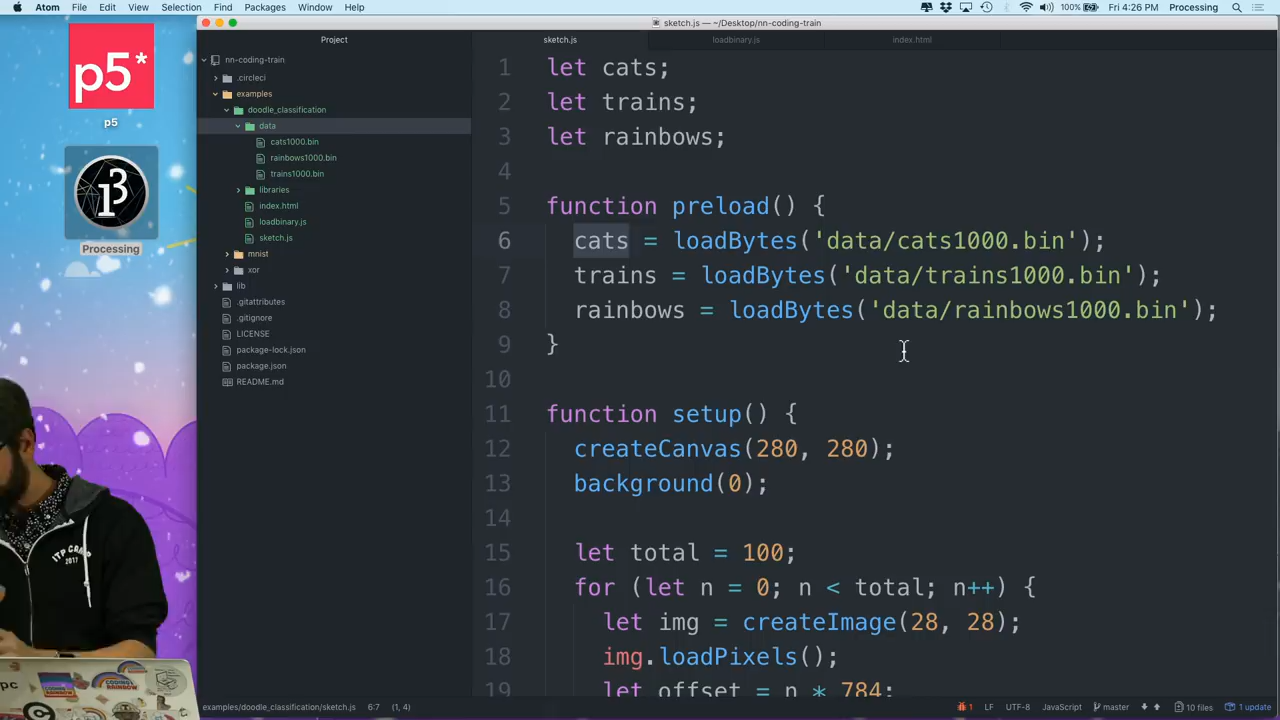 Atom File Edit View Selection Find Packages Window Help
100% Fri 4:26 PM Processing
sketch.js — ~/Desktop/nn-coding-train
Project
sketch.js loadbinary.js index.html
p5*
p5
Processing
nn-coding-train
.circleci
examples
doodle_classification
data
cats1000.bin
rainbows1000.bin
trains1000.bin
libraries
index.html
loadbinary.js
sketch.js
mnist
xor
lib
.gitattributes
.gitignore
LICENSE
package-lock.json
package.json
README.md
1 let cats;
2 let trains;
3 let rainbows;
4
5 function preload() {
6 cats = loadBytes('data/cats1000.bin');
7 trains = loadBytes('data/trains1000.bin');
8 rainbows = loadBytes('data/rainbows1000.bin');
9 }
10
11 function setup() {
12 createCanvas(280, 280);
13 background(0);
14
15 let total = 100;
16 for (let n = 0; n < total; n++) {
17 let img = createImage(28, 28);
18 img.loadPixels();
19 let offset = n * 784;
ITP CAMP
2017
CODING
RAINBOW
examples/doodle_classification/sketch.js 6:7 (1, 4)
1 LF UTF-8 JavaScript master 10 files 1 update